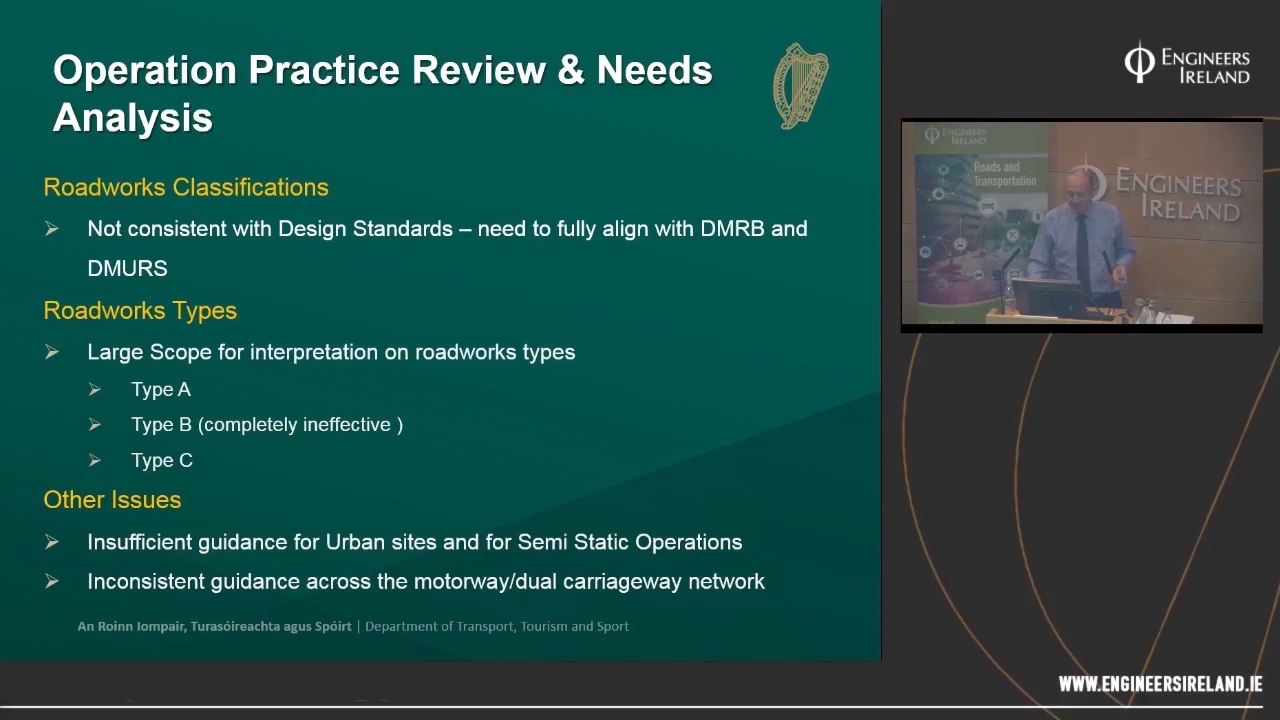 Operation Practice Review & Needs
Analysis
Roadworks Classifications
Not consistent with Design Standards – need to fully align with DMRB and
DMURS
Roadworks Types
Large Scope for interpretation on roadworks types
Type A
Type B (completely ineffective )
Type C
Other Issues
Insufficient guidance for Urban sites and for Semi Static Operations
Inconsistent guidance across the motorway/dual carriageway network
An Roinn Iompair, Turasóireachta agus Spóirt | Department of Transport, Tourism and Sport
ENGINEERS
IRELAND
ENGINEERS
IRELAND
Roads and
Transportation
ENGINEERS
IRELAND
WWW.ENGINEERSIRELAND.IE